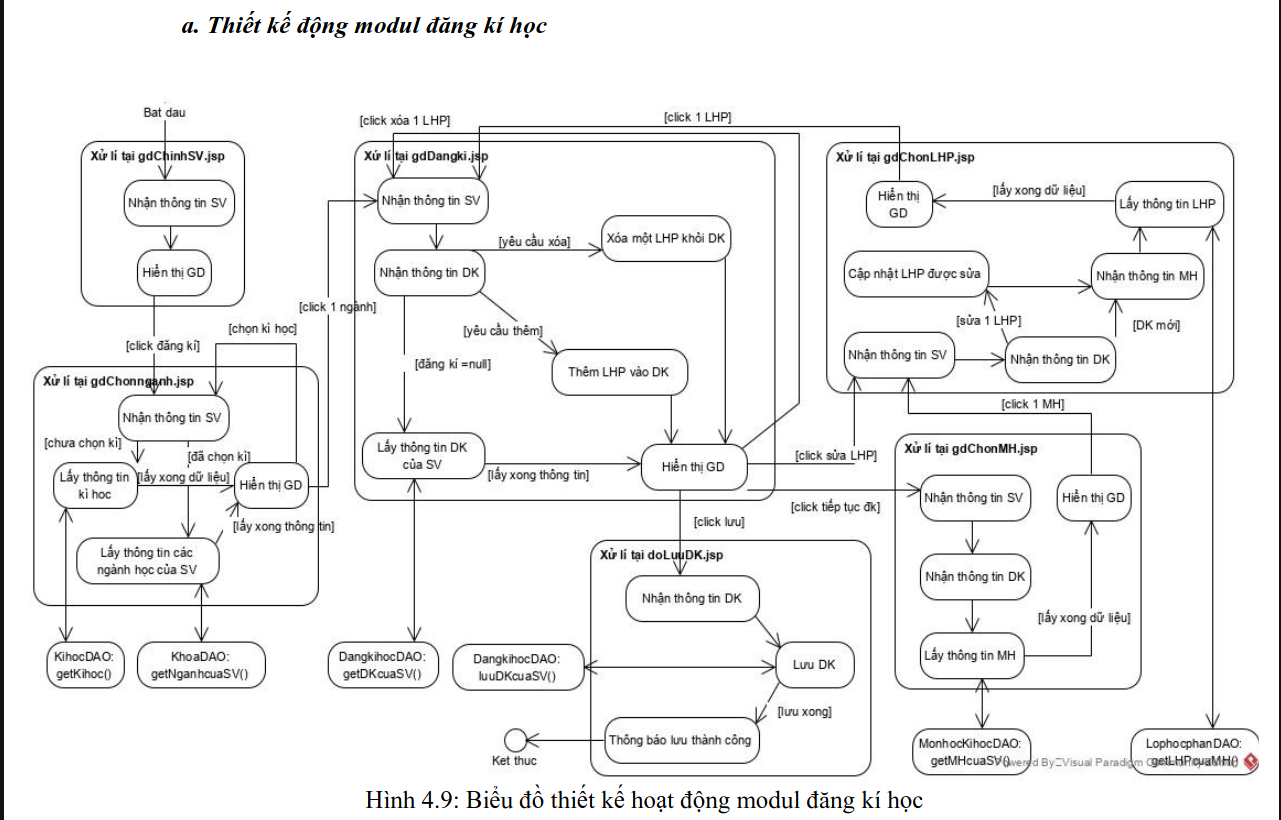 a. Thiết kế động modul đăng kí học
Bat dau
[click xóa 1 LHP]
[click 1 LHP]
Xử lí tại gdChinhSV.jsp
Nhận thông tin SV
Hiển thị GD
[click đăng kí]
[chọn kì học]
Xử lí tại gdChonnganh.jsp
Nhận thông tin SV
[chưa chọn kì]
[đã chọn kì]
Lấy thông tin
kì hoc
[lấy xong dữ liệu]
Hiển thị GD
[lấy xong thông tin]
Lấy thông tin các
ngành học của SV
KihocDAO:
getKihoc()
KhoaDAO:
getNganhcuaSV()
[click 1 ngành]
Xử lí tại gdDangki.jsp
Nhận thông tin SV
Nhận thông tin DK
[yêu cầu xóa]
Xóa một LHP khỏi DK
[yêu cầu thêm]
[đăng kí =null]
Thêm LHP vào DK
Lấy thông tin DK
của SV
[lấy xong thông tin]
Hiển thị GD
[click sửa LHP]
[click tiếp tục đk]
[click lưu]
DangkihocDAO:
getDKcuaSV()
DangkihocDAO:
luuDKcuaSV()
Xử lí tại doLuuDK.jsp
Nhận thông tin DK
Lưu DK
[lưu xong]
Thông báo lưu thành công
Ket thuc
Xử lí tại gdChonLHP.jsp
Hiển thị
GD
[lấy xong dữ liệu]
Lấy thông tin LHP
Cập nhật LHP được sửa
Nhận thông tin MH
[sửa 1 LHP]
[DK mới]
Nhận thông tin SV
Nhận thông tin DK
[click 1 MH]
Xử lí tại gdChonMH.jsp
Nhận thông tin SV
Hiển thị GD
Nhận thông tin DK
[lấy xong dữ liệu]
Lấy thông tin MH
MonhocKihocDAO:
getMHcuaSV()
LophocphanDAO:
getLHPcuaMH()
Powered By Visual Paradigm Community
Hình 4.9: Biểu đồ thiết kế hoạt động modul đăng kí học